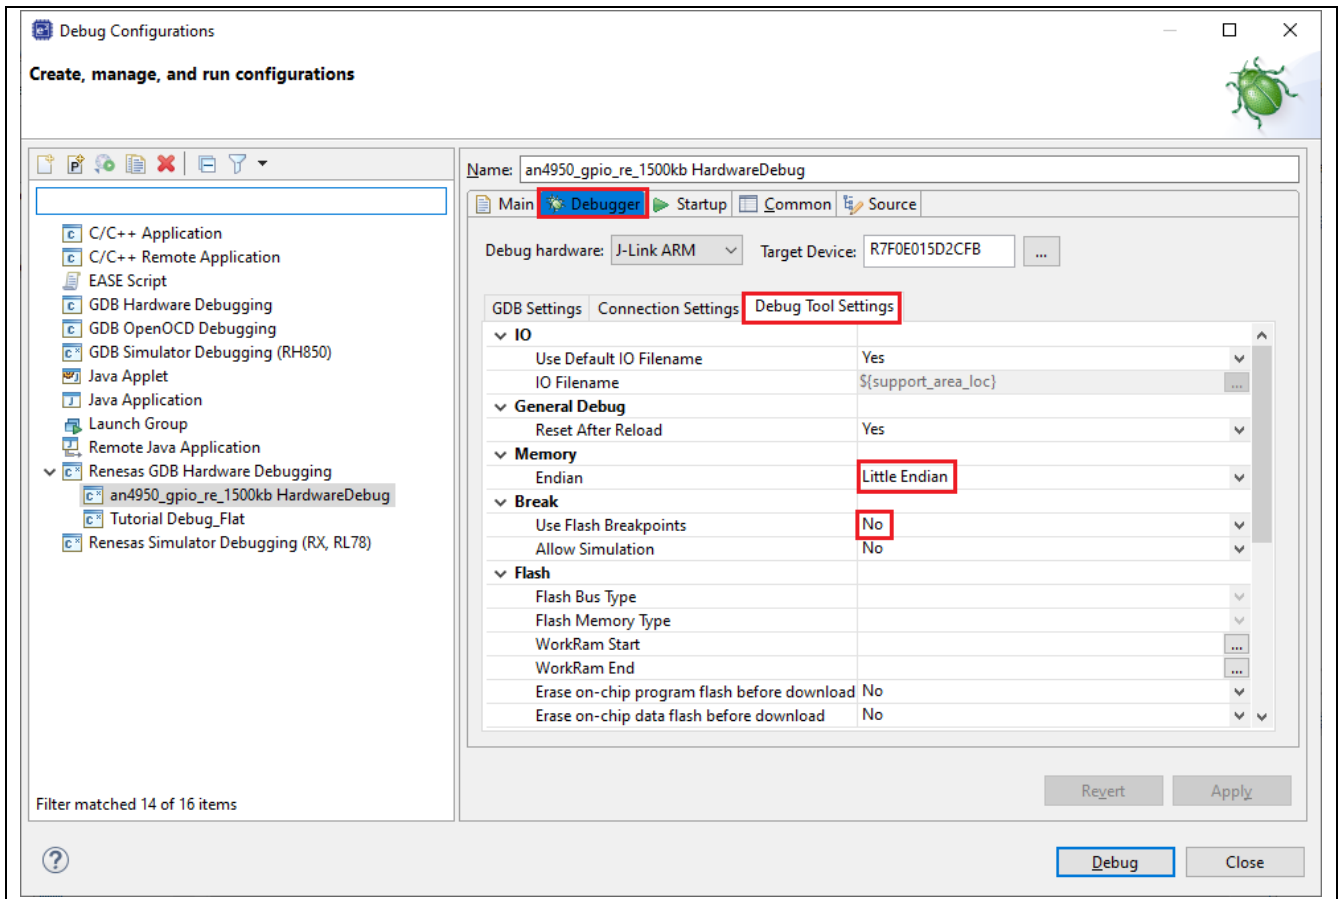 Debug Configurations
Create, manage, and run configurations
Name: an4950_gpio_re_1500kb HardwareDebug
Main Debugger Startup Common Source
Debug hardware: J-Link ARM Target Device: R7F0E015D2CFB ...
C/C++ Application
C/C++ Remote Application
EASE Script
GDB Hardware Debugging
GDB OpenOCD Debugging
GDB Simulator Debugging (RH850)
Java Applet
Java Application
Launch Group
Remote Java Application
Renesas GDB Hardware Debugging
an4950_gpio_re_1500kb HardwareDebug
Tutorial Debug_Flat
Renesas Simulator Debugging (RX, RL78)
Filter matched 14 of 16 items
GDB Settings Connection Settings Debug Tool Settings
IO
Use Default IO Filename Yes
IO Filename ${support_area_loc} ...
General Debug
Reset After Reload Yes
Memory
Endian Little Endian
Break
Use Flash Breakpoints No
Allow Simulation No
Flash
Flash Bus Type
Flash Memory Type
WorkRam Start ...
WorkRam End ...
Erase on-chip program flash before download No
Erase on-chip data flash before download No
Revert Apply
Debug Close